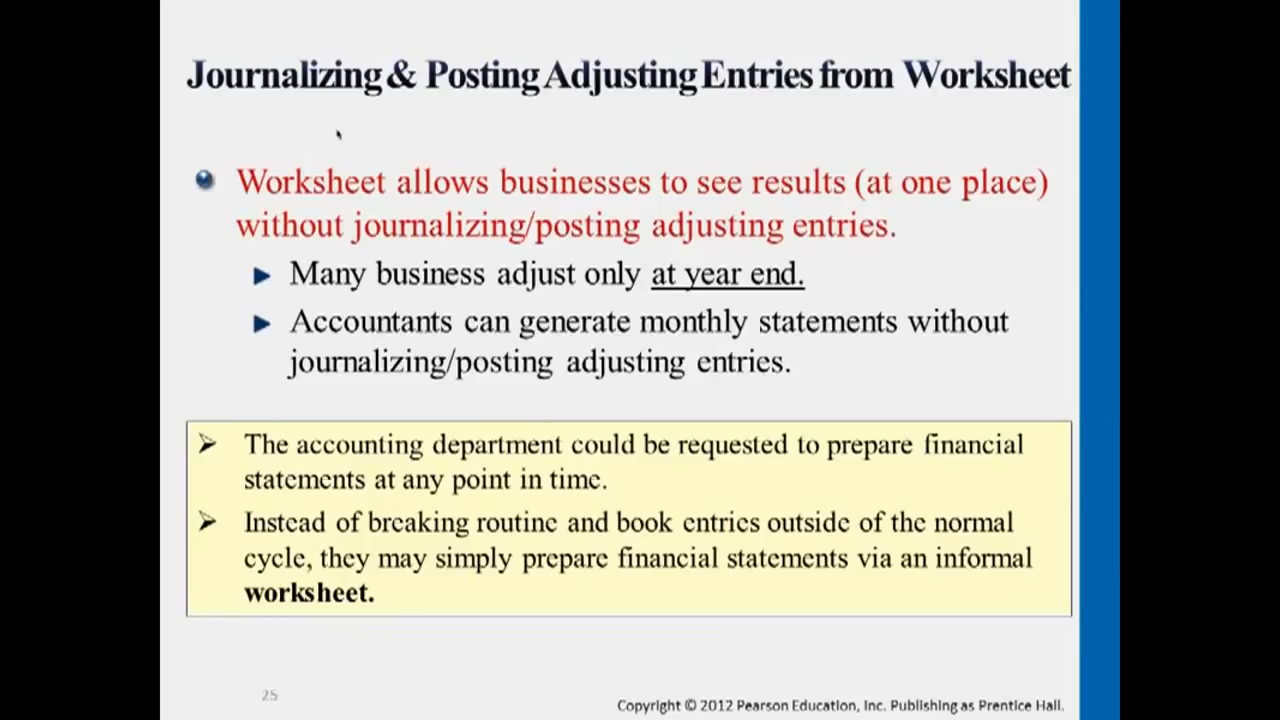 Journalizing & Posting Adjusting Entries from Worksheet
Worksheet allows businesses to see results (at one place)
without journalizing/posting adjusting entries.
Many business adjust only at year end.
Accountants can generate monthly statements without
journalizing/posting adjusting entries.
The accounting department could be requested to prepare financial
statements at any point in time.
Instead of breaking routine and book entries outside of the normal
cycle, they may simply prepare financial statements via an informal
worksheet.
25
Copyright © 2012 Pearson Education, Inc. Publishing as Prentice Hall.